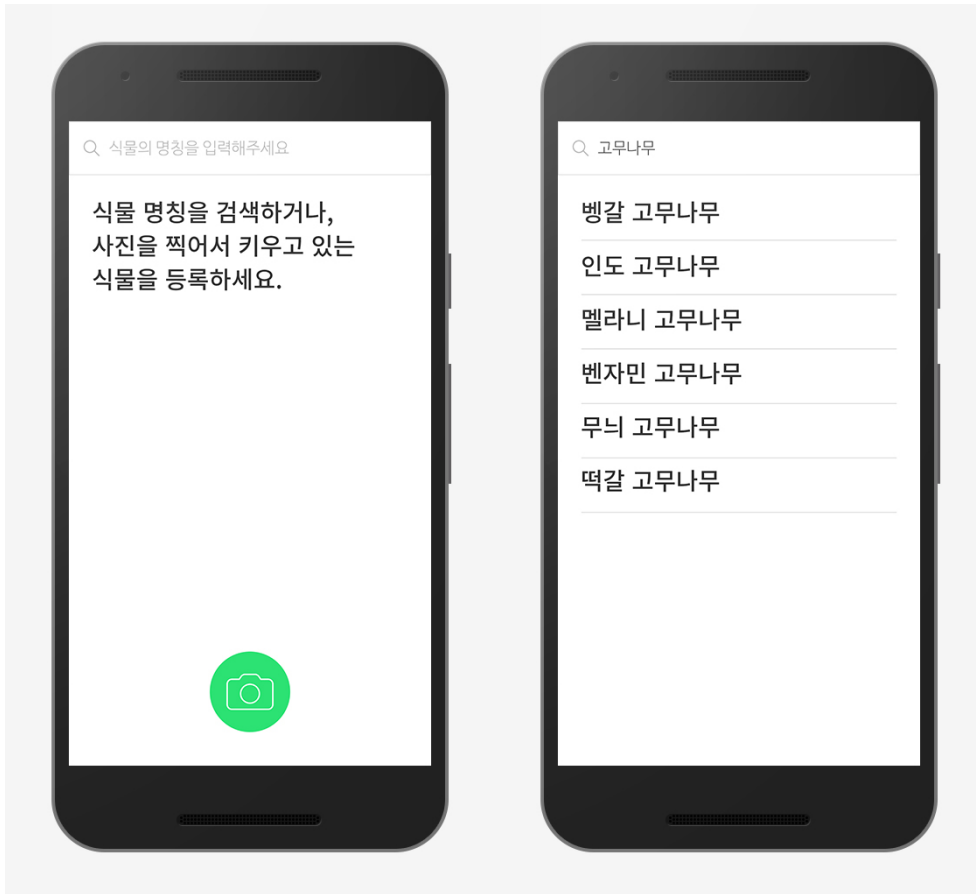 식물의 명칭을 입력해주세요
식물 명칭을 검색하거나,
사진을 찍어서 키우고 있는
식물을 등록하세요.
고무나무
벵갈 고무나무
인도 고무나무
멜라니 고무나무
벤자민 고무나무
무늬 고무나무
떡갈 고무나무